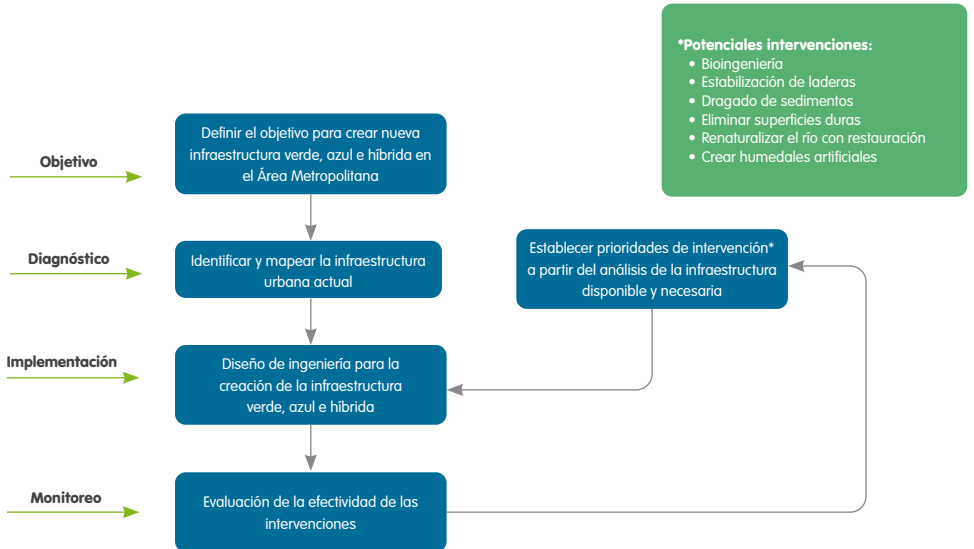 *Potenciales intervenciones:
• Bioingeniería
• Estabilización de laderas
• Dragado de sedimentos
• Eliminar superficies duras
• Renaturalizar el río con restauración
• Crear humedales artificiales
Objetivo
Definir el objetivo para crear nueva
infraestructura verde, azul e híbrida en
el Área Metropolitana
Diagnóstico
Identificar y mapear la infraestructura
urbana actual
Establecer prioridades de intervención*
a partir del análisis de la infraestructura
disponible y necesaria
Implementación
Diseño de ingeniería para la
creación de la infraestructura
verde, azul e híbrida
Monitoreo
Evaluación de la efectividad de las
intervenciones